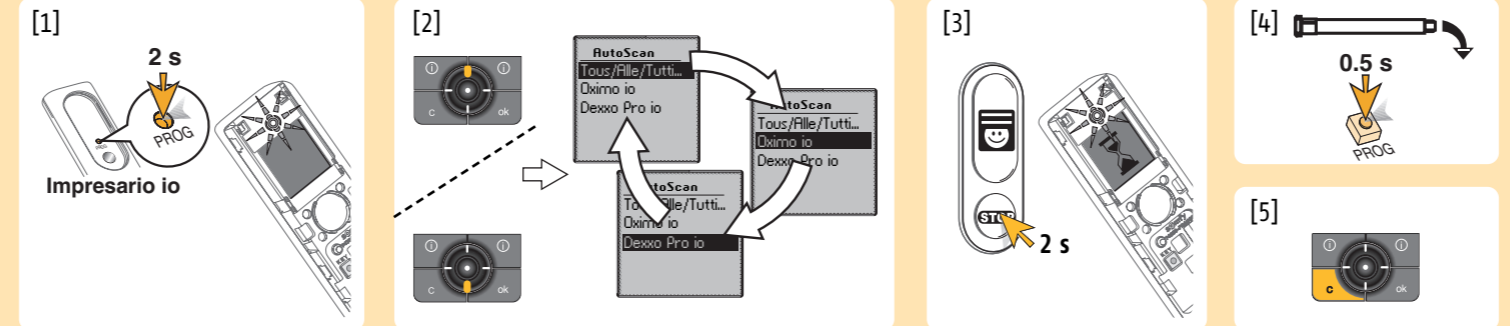 [1]
2 s
PROG
PROG
Impresario io
[2]
c
ok
c
ok
AutoScan
Tous/Alle/Tutti...
Oximo io
Dexxo Pro io
AutoScan
Tous/Alle/Tutti...
Oximo io
Dexxo Pro io
AutoScan
Tous/Alle/Tutti...
Oximo io
Dexxo Pro io
[3]
STOP
2 s
KEY
[4]
0.5 s
PROG
[5]
c
ok